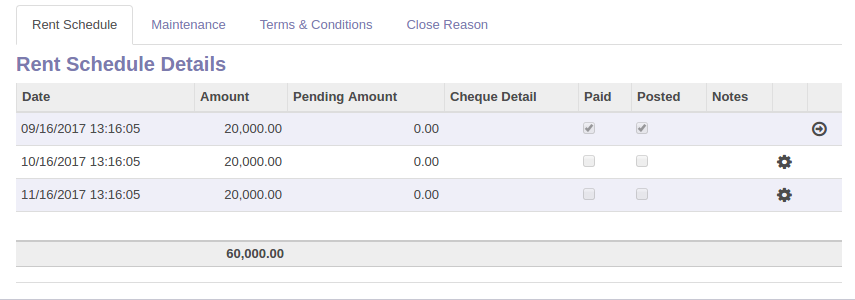 Rent Schedule Maintenance Terms & Conditions Close Reason
Rent Schedule Details
Date Amount Pending Amount Cheque Detail Paid Posted Notes
09/16/2017 13:16:05 20,000.00 0.00
10/16/2017 13:16:05 20,000.00 0.00
11/16/2017 13:16:05 20,000.00 0.00
60,000.00